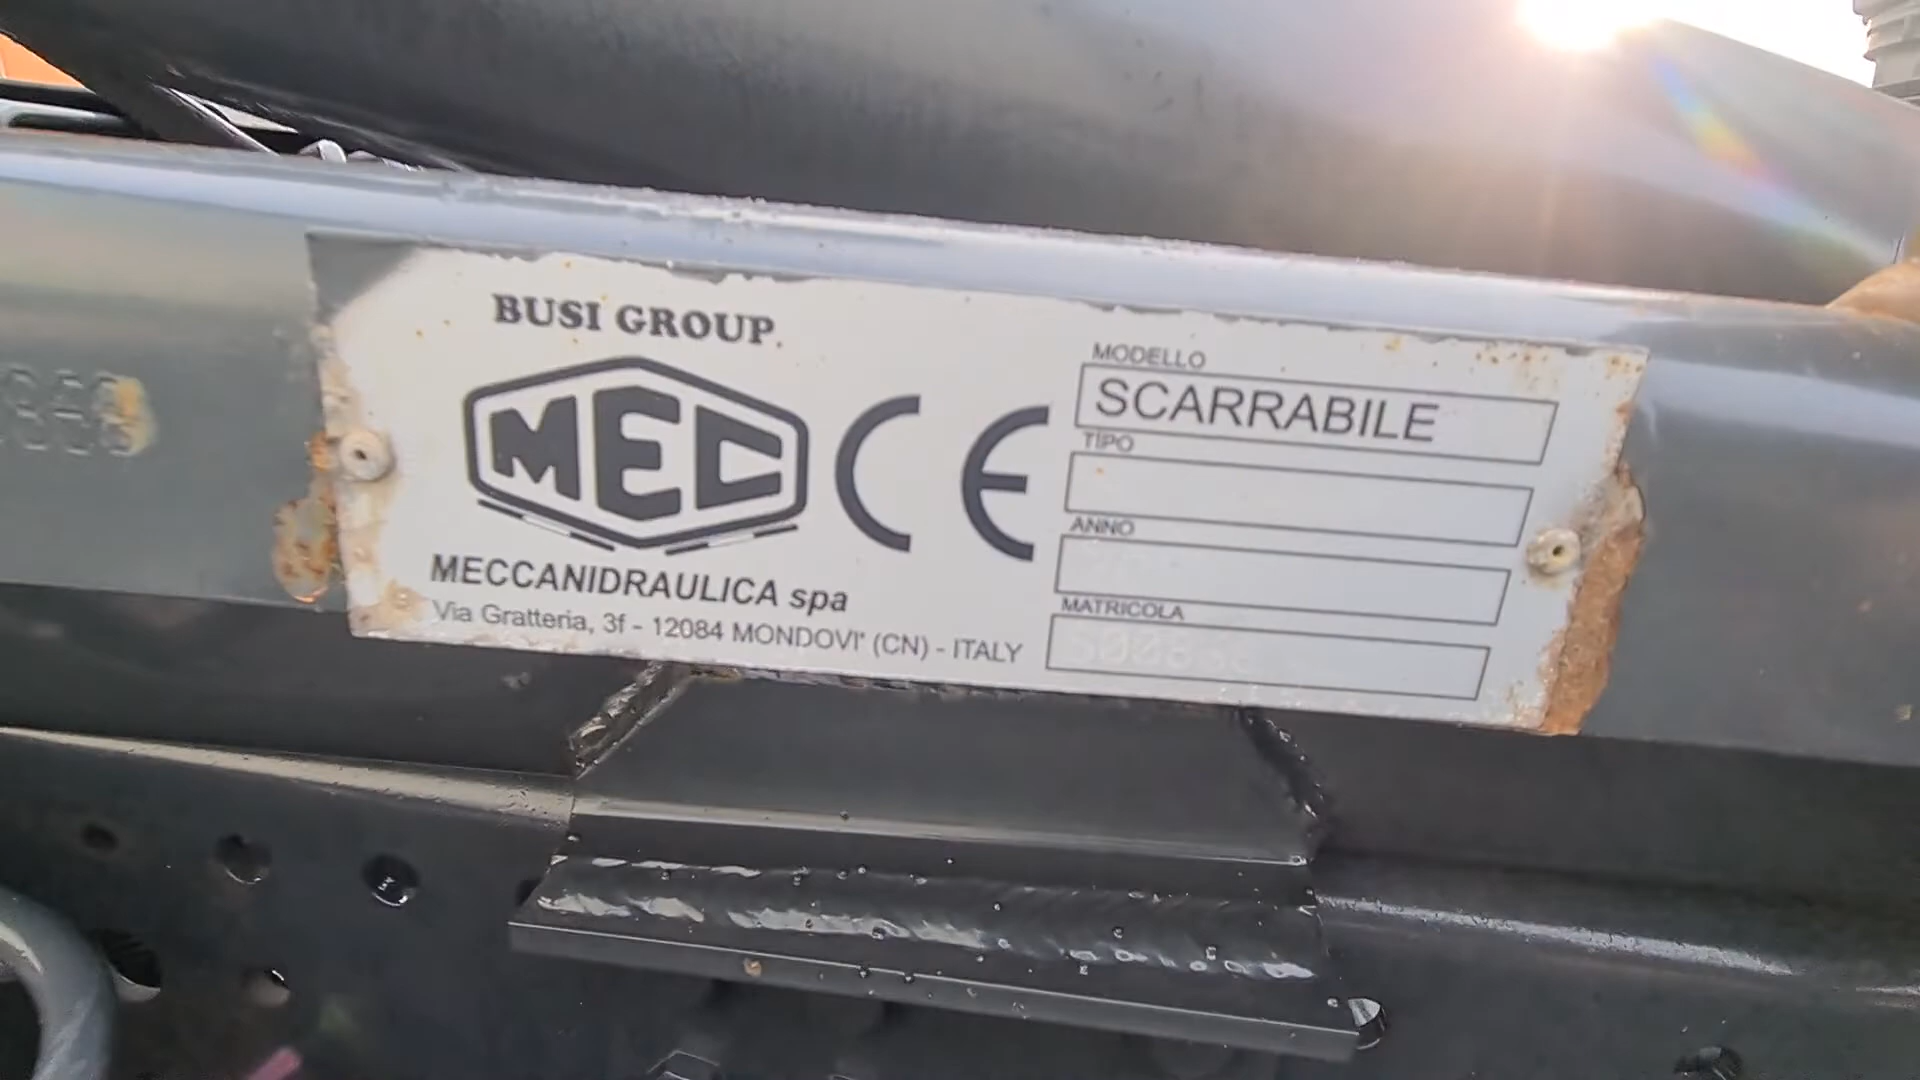 BUSI GROUP
MEC
CE
MECCANIDRAULICA spa
Via Gratteria, 3f - 12084 MONDOVI' (CN) - ITALY
MODELLO
SCARRABILE
TIPO
ANNO
MATRICOLA